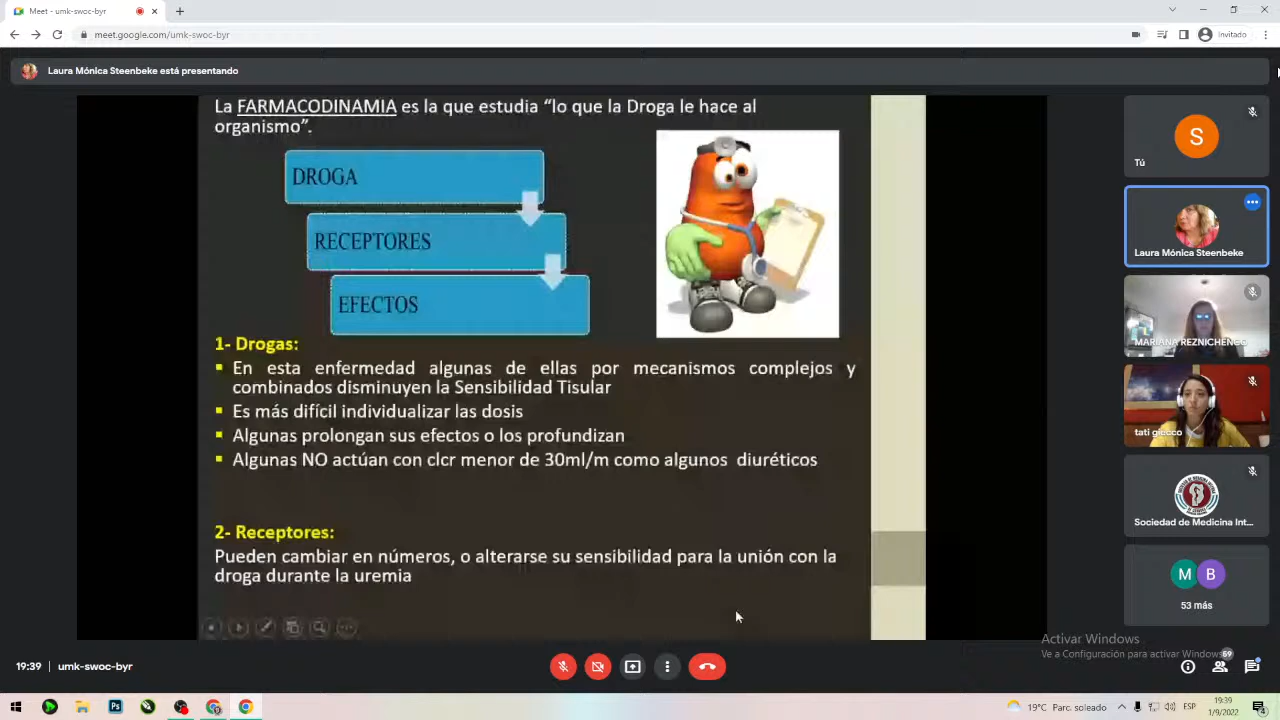 Meet - umk-swoc-byr
meet.google.com/umk-swoc-byr
Invitado
Laura Mónica Steenbeke está presentando
La FARMACODINAMIA es la que estudia “lo que la Droga le hace al
organismo”.
DROGA
RECEPTORES
EFECTOS
1- Drogas:
En esta enfermedad algunas de ellas por mecanismos complejos y
combinados disminuyen la Sensibilidad Tisular
Es más difícil individualizar las dosis
Algunas prolongan sus efectos o los profundizan
Algunas NO actúan con clcr menor de 30ml/m como algunos diuréticos
2- Receptores:
Pueden cambiar en números, o alterarse su sensibilidad para la unión con la
droga durante la uremia
S
Tú
Laura Mónica Steenbeke
MARIANA REZNICHENCO
tati giecco
Sociedad de Medicina Int...
M B
53 más
Activar Windows
Ve a Configuración para activar Windows.
59
19:39 | umk-swoc-byr
19°C Parc. soleado
ESP
19:39
1/9/2022
4